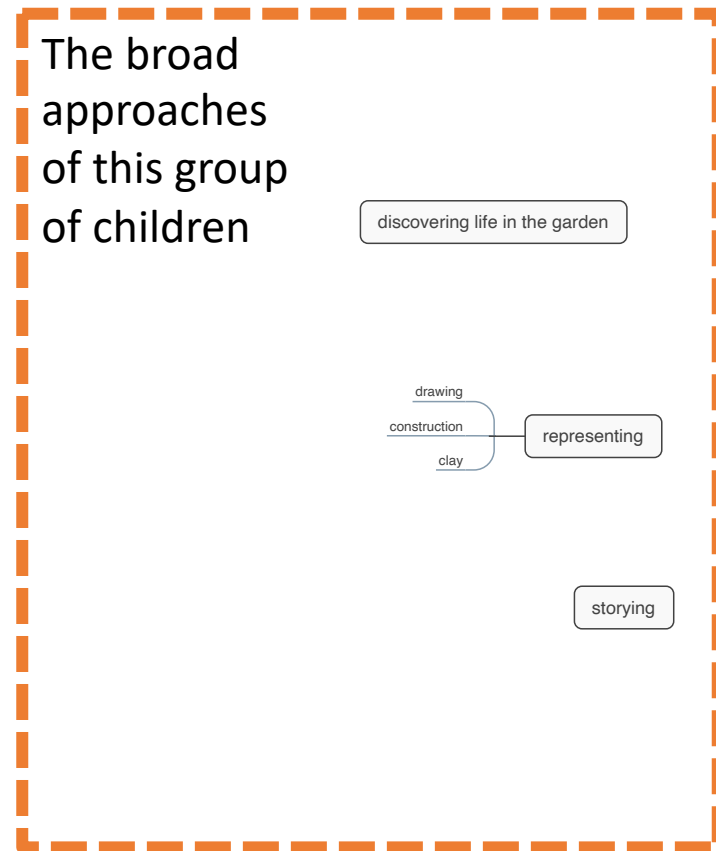 The broad
approaches
of this group
of children
discovering life in the garden
drawing
construction
clay
representing
storying